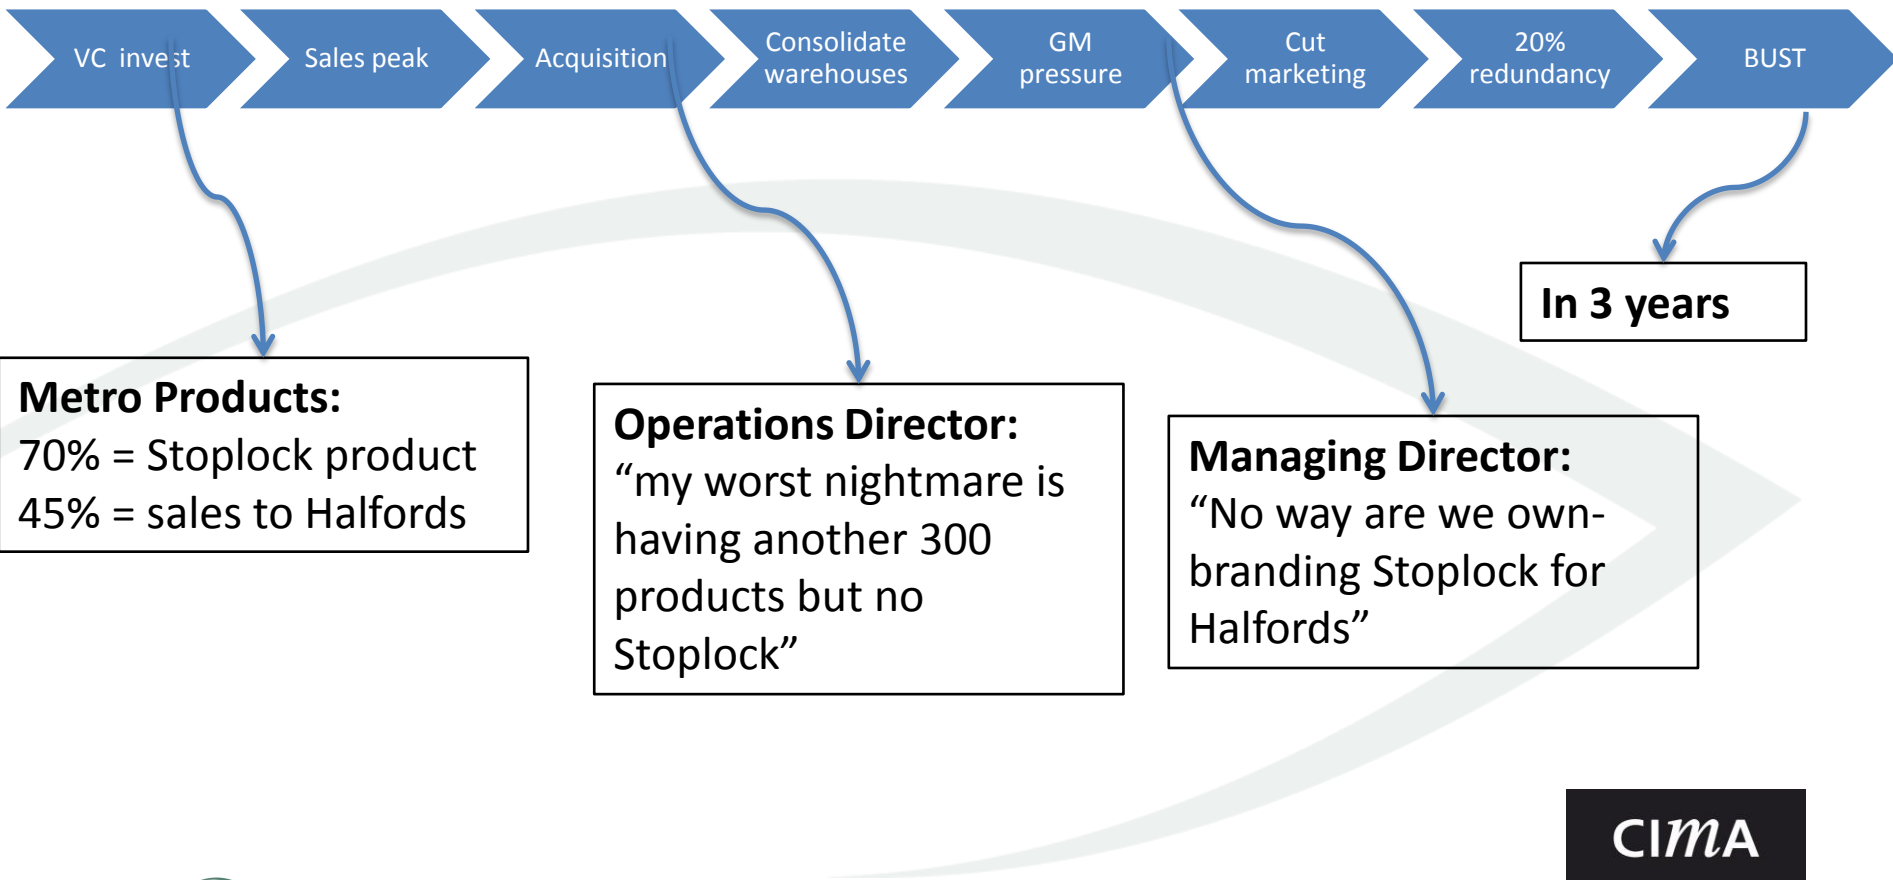 VC invest
Sales peak
Acquisition
Consolidate
warehouses
GM
pressure
Cut
marketing
20%
redundancy
BUST
In 3 years
Metro Products:
70% = Stoplock product
45% = sales to Halfords
Operations Director:
“my worst nightmare is
having another 300
products but no
Stoplock”
Managing Director:
“No way are we own-
branding Stoplock for
Halfords”
CIMA